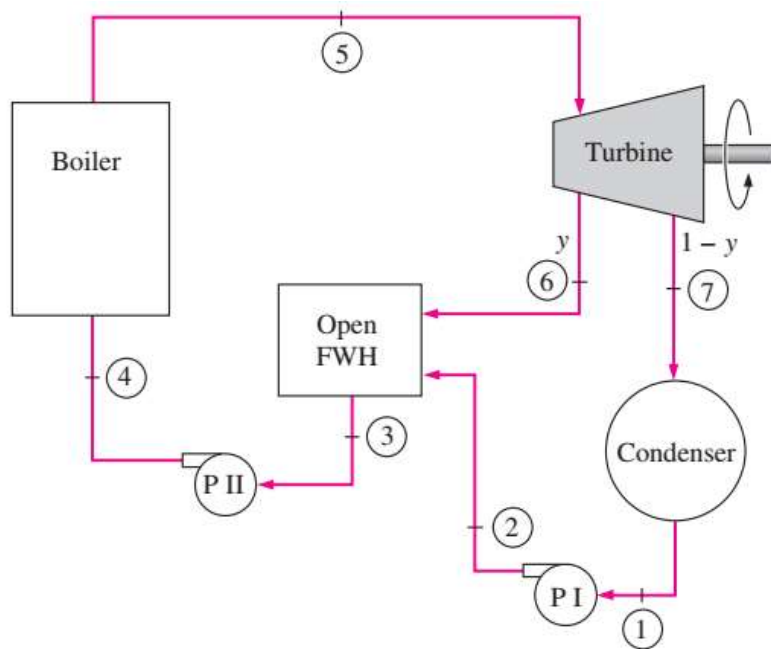 5
Boiler
Turbine
y
1 − y
6
7
Open
FWH
4
3
Condenser
P II
2
P I
1